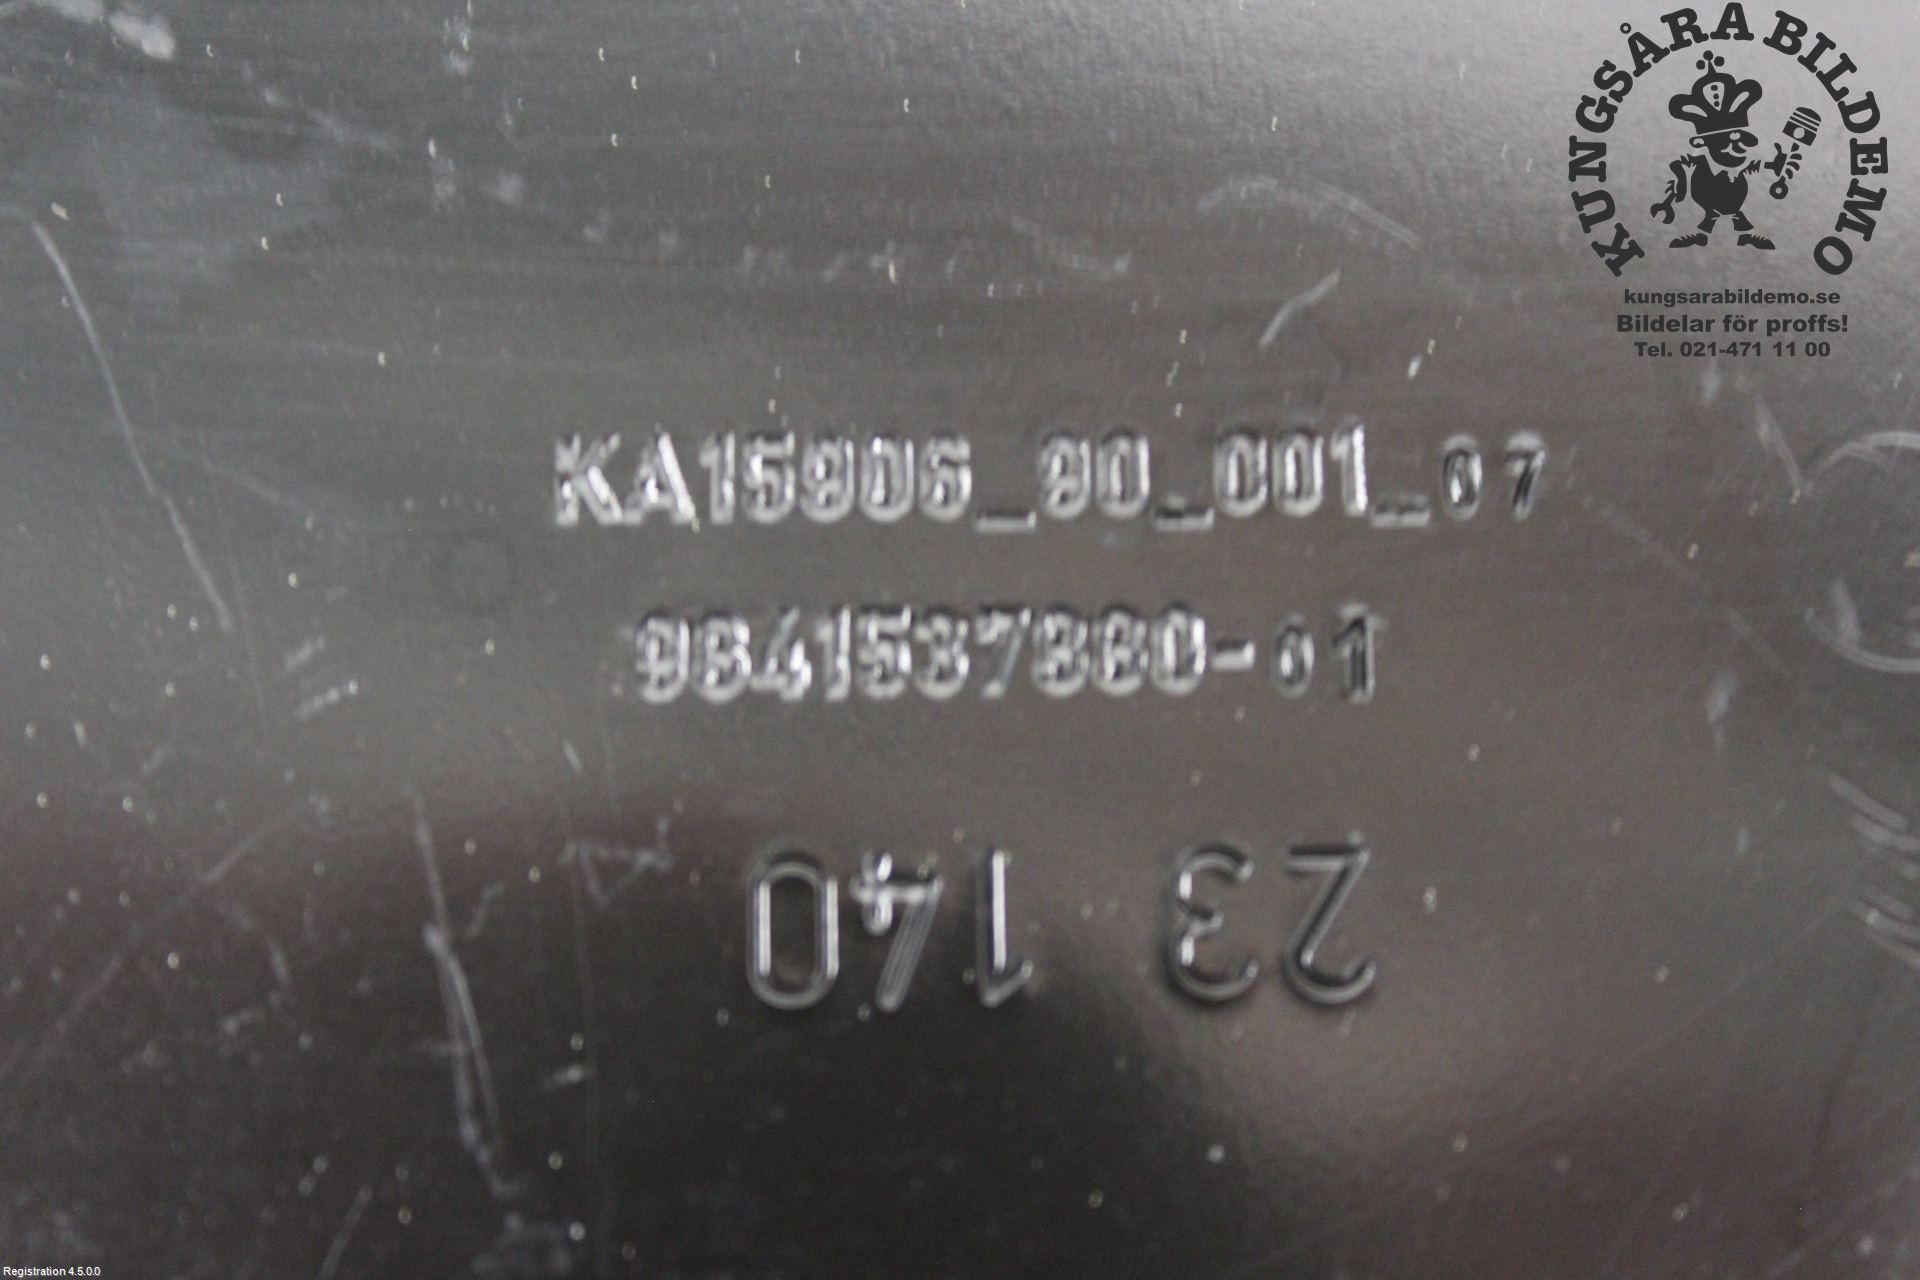 KUNGSÅRA BILDEMO
kungsarabildemo.se
Bildelar för proffs!
Tel. 021-471 11 00
KA15906_90_001_07
9841537880-01
23 140
Registration 4.5.0.0